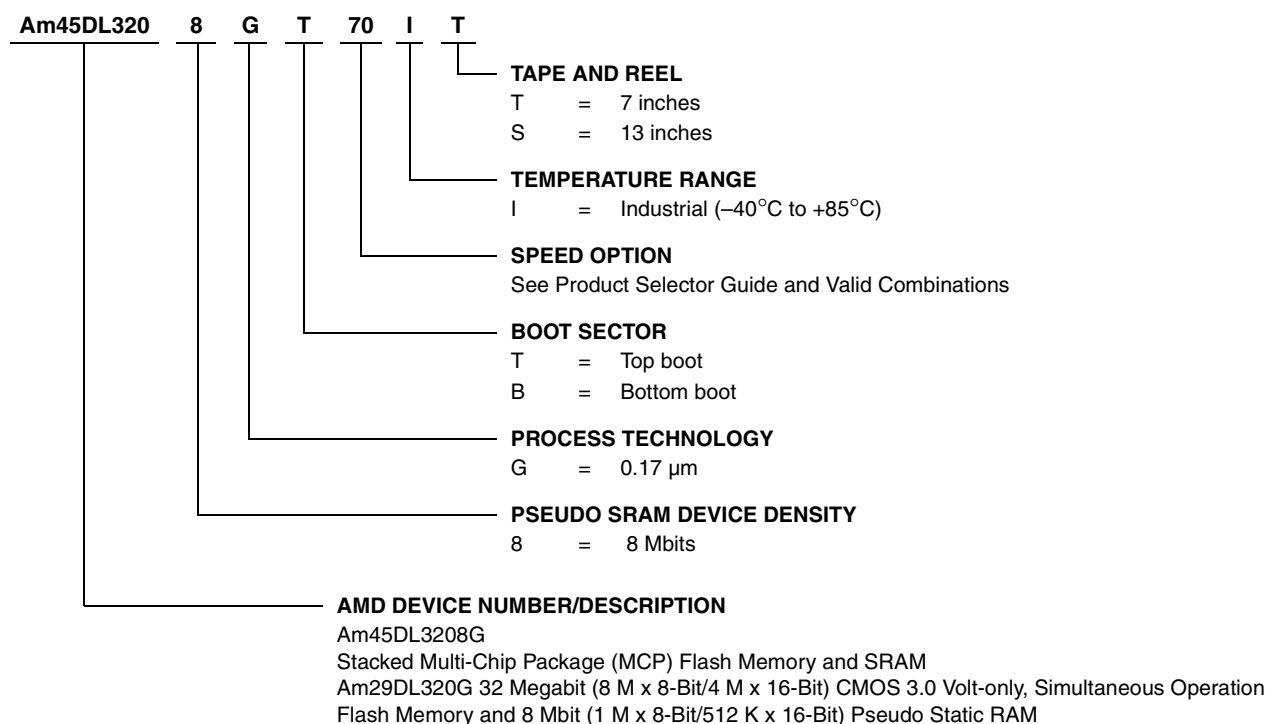 Am45DL320 8 G T 70 I T
TAPE AND REEL
T = 7 inches
S = 13 inches
TEMPERATURE RANGE
I = Industrial (–40°C to +85°C)
SPEED OPTION
See Product Selector Guide and Valid Combinations
BOOT SECTOR
T = Top boot
B = Bottom boot
PROCESS TECHNOLOGY
G = 0.17 µm
PSEUDO SRAM DEVICE DENSITY
8 = 8 Mbits
AMD DEVICE NUMBER/DESCRIPTION
Am45DL3208G
Stacked Multi-Chip Package (MCP) Flash Memory and SRAM
Am29DL320G 32 Megabit (8 M x 8-Bit/4 M x 16-Bit) CMOS 3.0 Volt-only, Simultaneous Operation
Flash Memory and 8 Mbit (1 M x 8-Bit/512 K x 16-Bit) Pseudo Static RAM